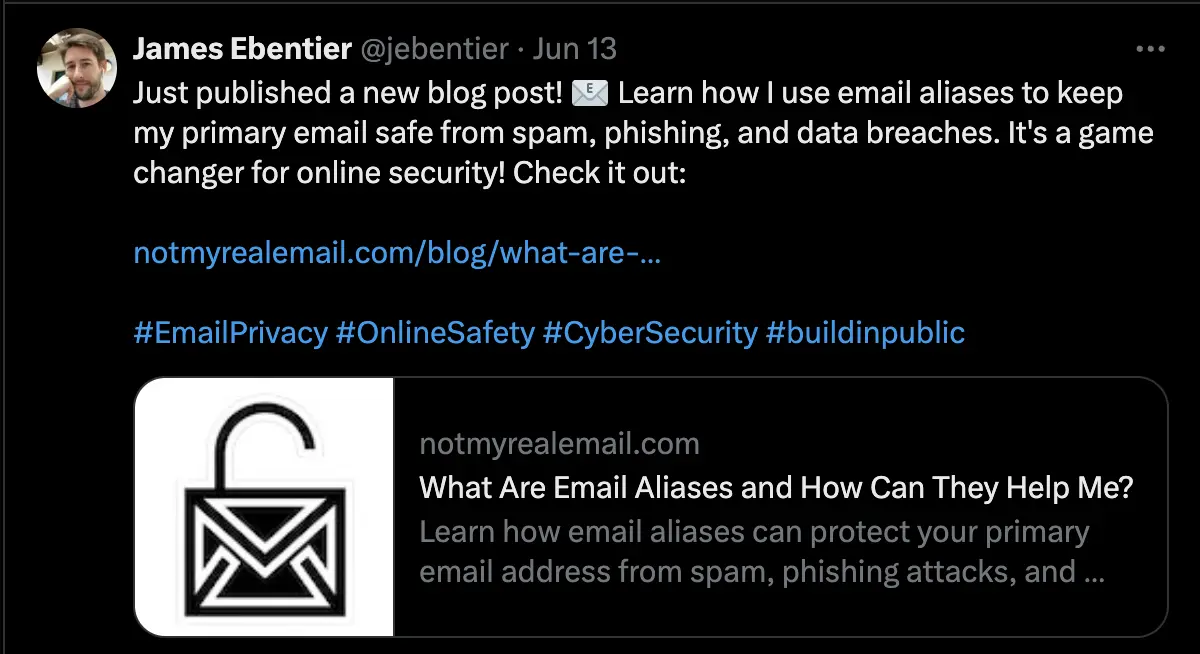 James Ebentier @jebentier · Jun 13
Just published a new blog post! 📧 Learn how I use email aliases to keep
my primary email safe from spam, phishing, and data breaches. It's a game
changer for online security! Check it out:
notmyrealemail.com/blog/what-are-...
#EmailPrivacy #OnlineSafety #CyberSecurity #buildinpublic
notmyrealemail.com
What Are Email Aliases and How Can They Help Me?
Learn how email aliases can protect your primary
email address from spam, phishing attacks, and ...